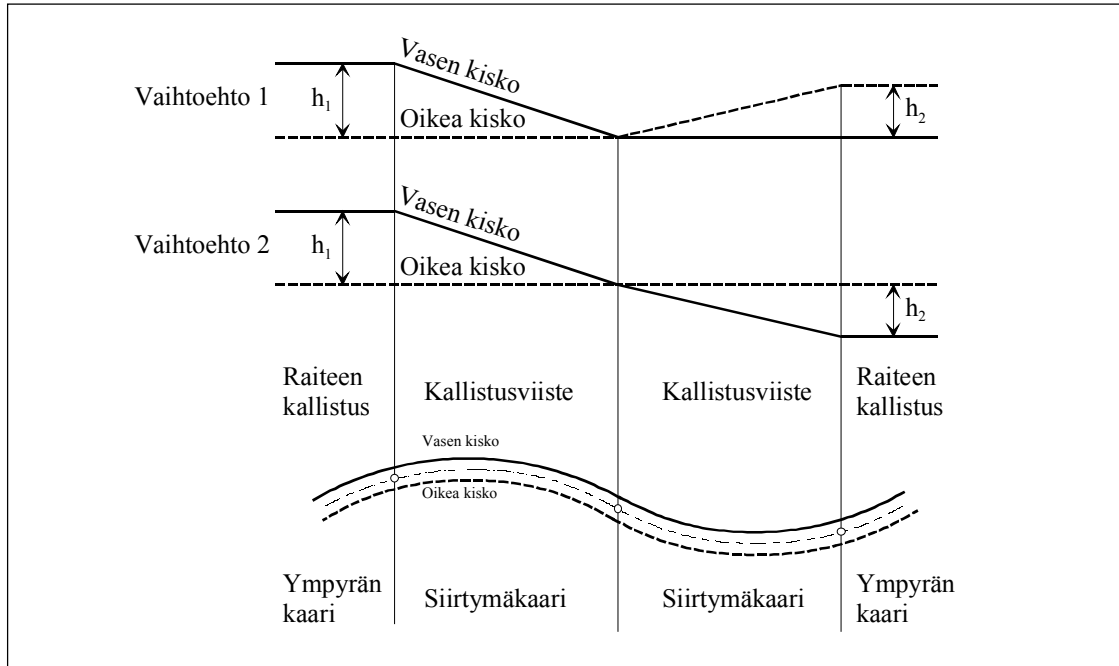 Vasen kisko
Vaihtoehto 1
h₁
Oikea kisko
h₂
Vasen kisko
Vaihtoehto 2
h₁
Oikea kisko
h₂
Raiteen
kallistus
Kallistusviiste
Kallistusviiste
Raiteen
kallistus
Vasen kisko
Oikea kisko
Ympyrän
kaari
Siirtymäkaari
Siirtymäkaari
Ympyrän
kaari